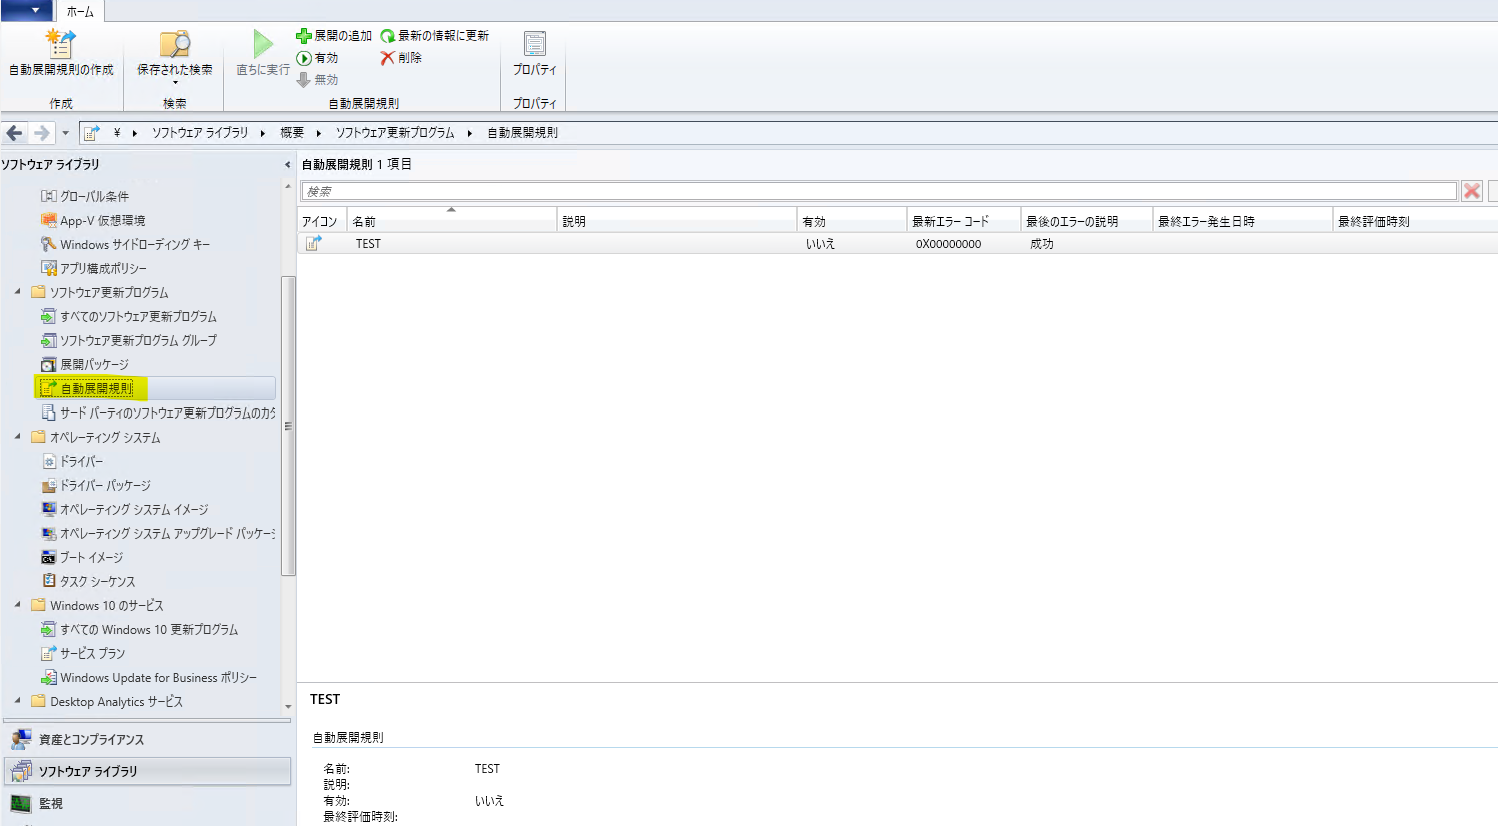 ホーム
自動展開規則の作成
作成
保存された検索
検索
直ちに実行
展開の追加
有効
無効
最新の情報に更新
削除
自動展開規則
プロパティ
プロパティ
¥ ソフトウェア ライブラリ 概要 ソフトウェア更新プログラム 自動展開規則
ソフトウェア ライブラリ
グローバル条件
App-V 仮想環境
Windows サイドローディング キー
アプリ構成ポリシー
ソフトウェア更新プログラム
すべてのソフトウェア更新プログラム
ソフトウェア更新プログラム グループ
展開パッケージ
自動展開規則
サード パーティのソフトウェア更新プログラムのカタ
オペレーティング システム
ドライバー
ドライバー パッケージ
オペレーティング システム イメージ
オペレーティング システム アップグレード パッケージ
ブート イメージ
タスク シーケンス
Windows 10 のサービス
すべての Windows 10 更新プログラム
サービス プラン
Windows Update for Business ポリシー
Desktop Analytics サービス
資産とコンプライアンス
ソフトウェア ライブラリ
監視
自動展開規則 1 項目
検索
アイコン 名前 説明 有効 最新エラー コード 最後のエラーの説明 最終エラー発生日時 最終評価時刻
TEST いいえ 0X00000000 成功
TEST
自動展開規則
名前: TEST
説明:
有効: いいえ
最終評価時刻: